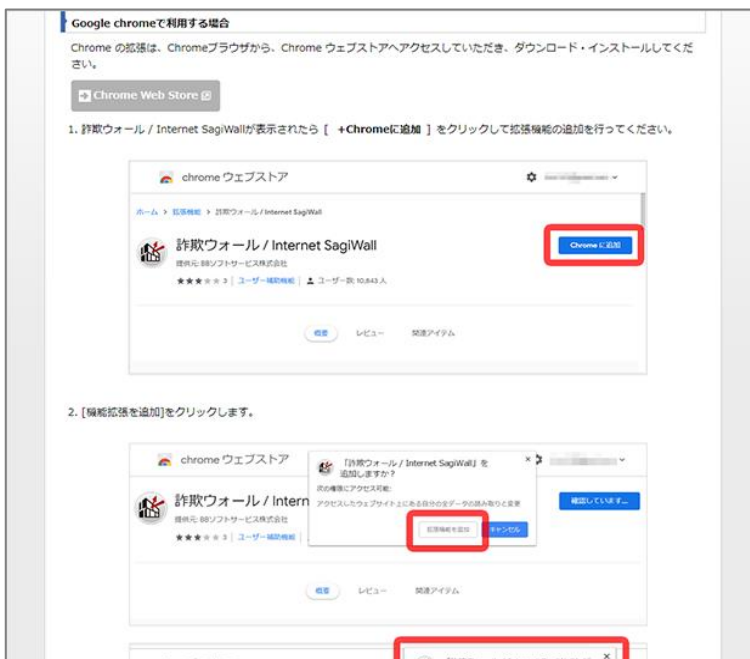 Google chromeで利用する場合
Chrome の拡張は、Chromeブラウザから、Chrome ウェブストアへアクセスしていただき、ダウンロード・インストールしてくだ
さい。
Chrome Web Store
1. 詐欺ウォール / Internet SagiWallが表示されたら [ +Chromeに追加 ] をクリックして拡張機能の追加を行ってください。
chrome ウェブストア
ホーム > 拡張機能 > 詐欺ウォール / Internet SagiWall
詐欺ウォール / Internet SagiWall
Chrome に追加
提供元: BBソフトサービス株式会社
★★★★★ 3 | ユーザー補助機能 | ユーザー数: 10,843 人
概要 レビュー 関連アイテム
2. [機能拡張を追加]をクリックします。
chrome ウェブストア
「詐欺ウォール / Internet SagiWall」を
追加しますか?
次の権限にアクセス可能:
アクセスしたウェブサイト上にある自分の全データの読み取りと変更
拡張機能を追加 キャンセル
詐欺ウォール / Intern
確認しています...
提供元: BBソフトサービス株式会社
★★★★★ 3 | ユーザー補助機能 |
概要 レビュー 関連アイテム